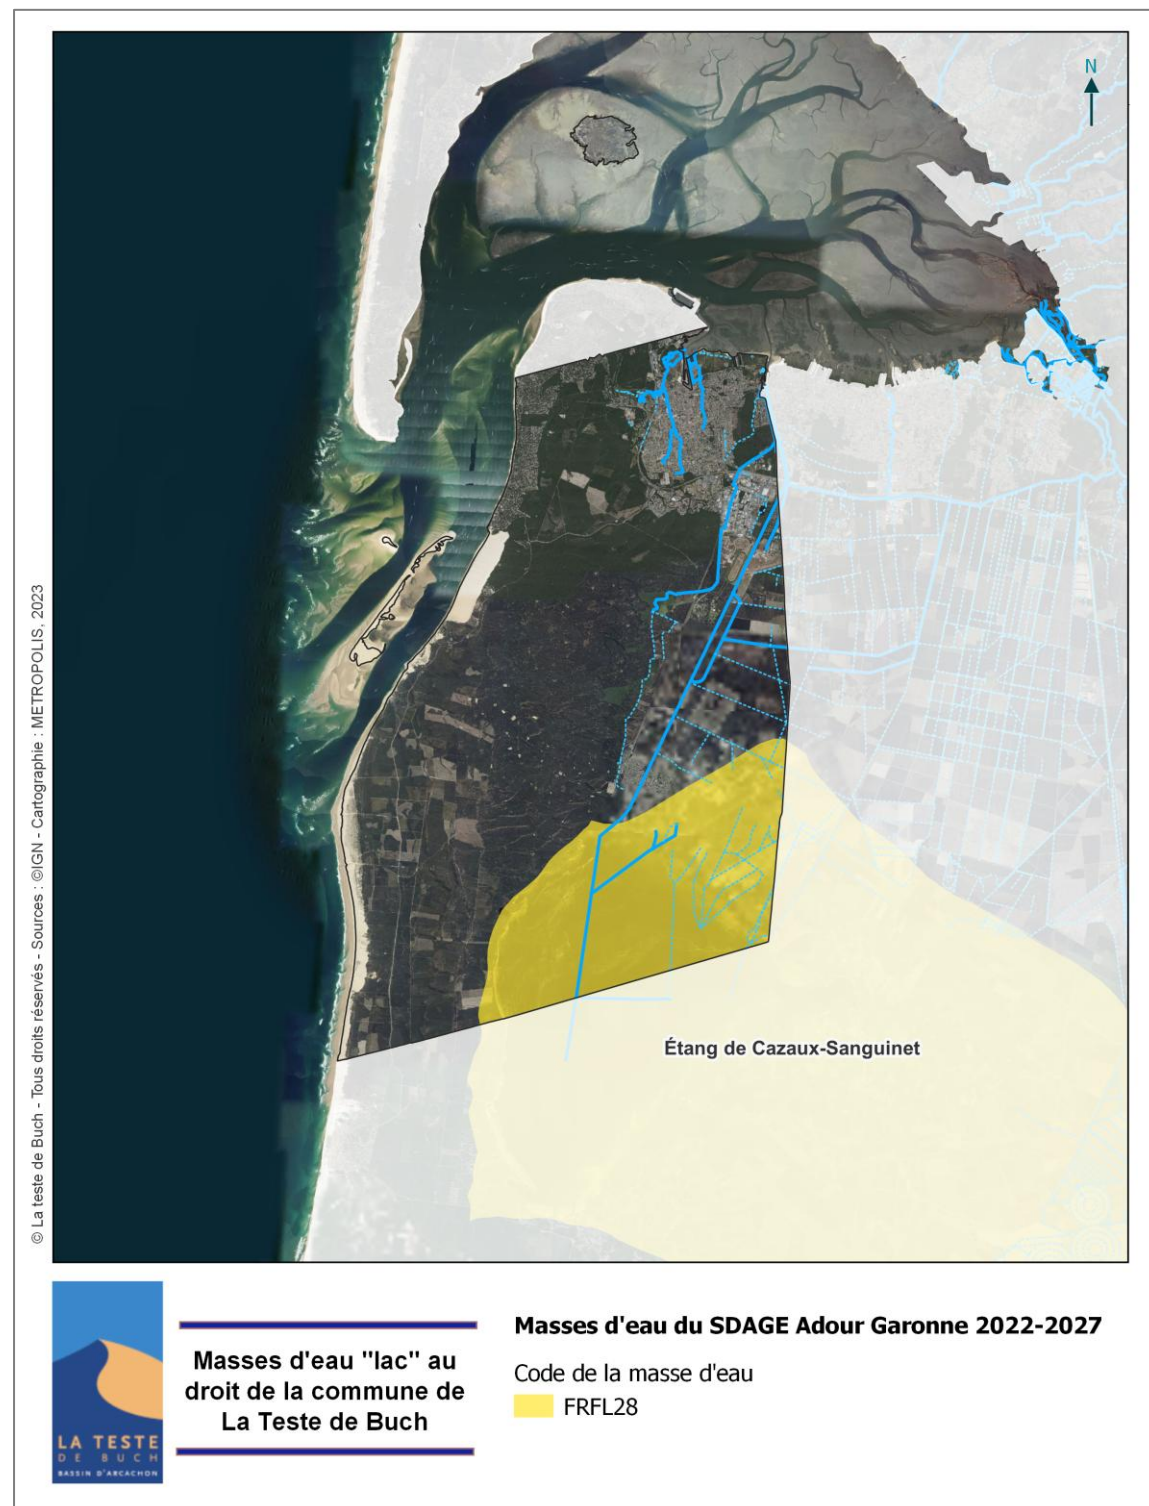 N
© La teste de Buch - Tous droits réservés - Sources : ©IGN - Cartographie : METROPOLIS, 2023
Étang de Cazaux-Sanguinet
LA TESTE
DE BUCH
BASSIN D'ARCACHON
Masses d'eau "lac" au
droit de la commune de
La Teste de Buch
Masses d'eau du SDAGE Adour Garonne 2022-2027
Code de la masse d'eau
FRFL28